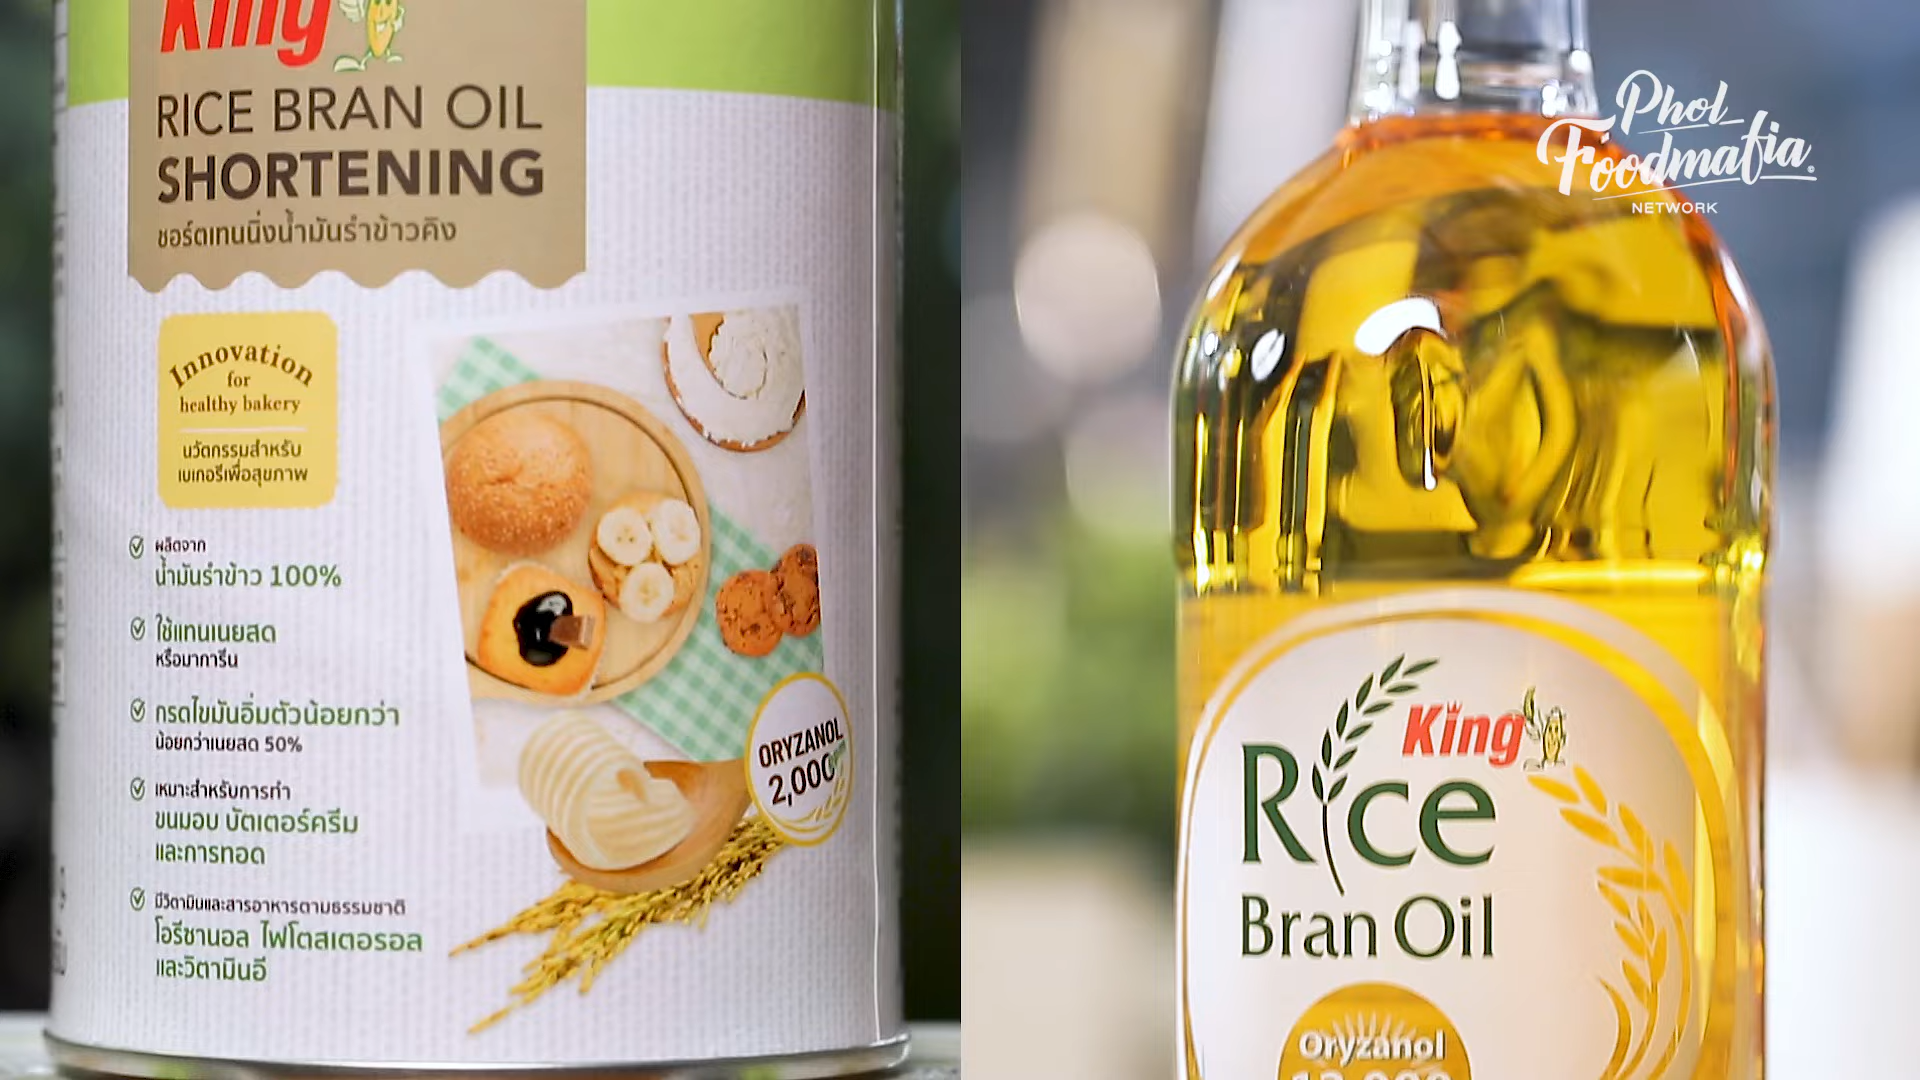 King
RICE BRAN OIL
SHORTENING
ชอร์ตเทนนิ่งน้ำมันรำข้าวคิง
Innovation
for
healthy bakery
นวัตกรรมสำหรับ
เบเกอรีเพื่อสุขภาพ
ผลิตจาก
น้ำมันรำข้าว 100%
ใช้แทนเนยสด
หรือมาการีน
กรดไขมันอิ่มตัวน้อยกว่า
น้อยกว่าเนยสด 50%
เหมาะสำหรับการทำ
ขนมอบ บัตเตอร์ครีม
และการทอด
มีวิตามินและสารอาหารตามธรรมชาติ
โอรีซานอล ไฟโตสเตอรอล
และวิตามินอี
ORYZANOL
2,000
Phol
Foodmafia
NETWORK
King
Rice
Bran Oil
Oryzanol